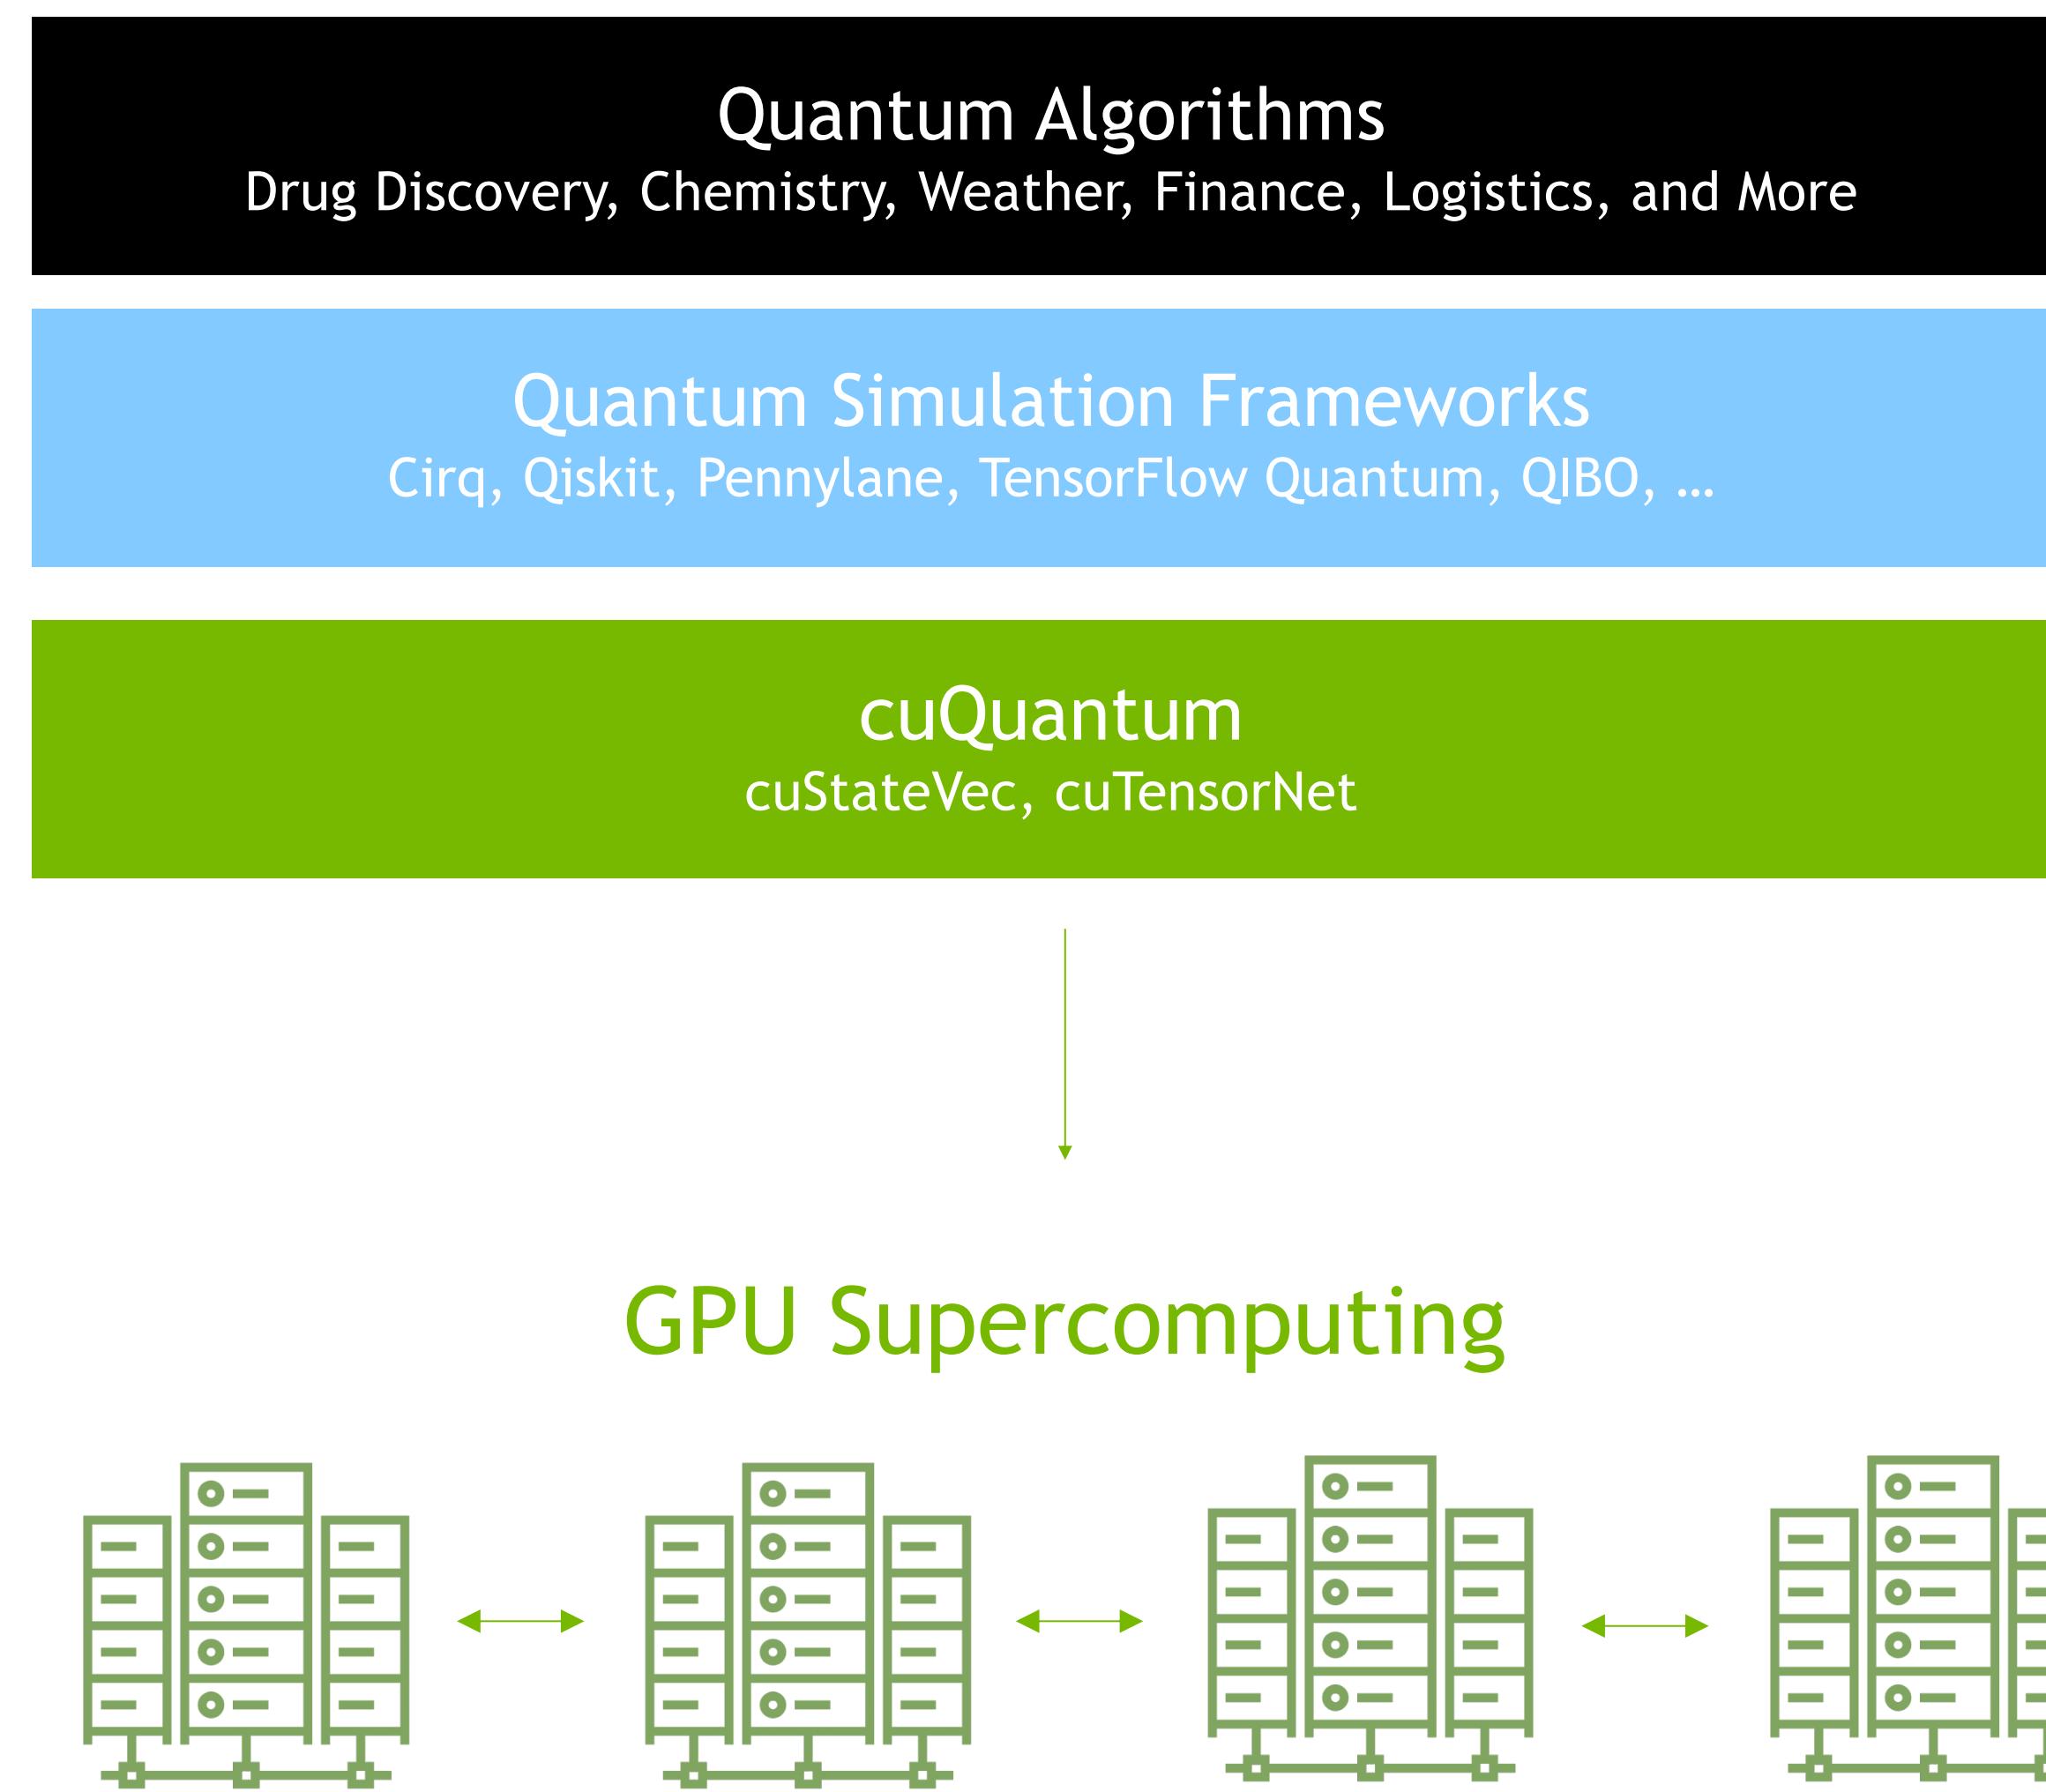 Quantum Algorithms
Drug Discovery, Chemistry, Weather, Finance, Logistics, and More
Quantum Simulation Frameworks
Cirq, Qiskit, Pennylane, TensorFlow Quantum, QIBO, ...
cuQuantum
cuStateVec, cuTensorNet
GPU Supercomputing